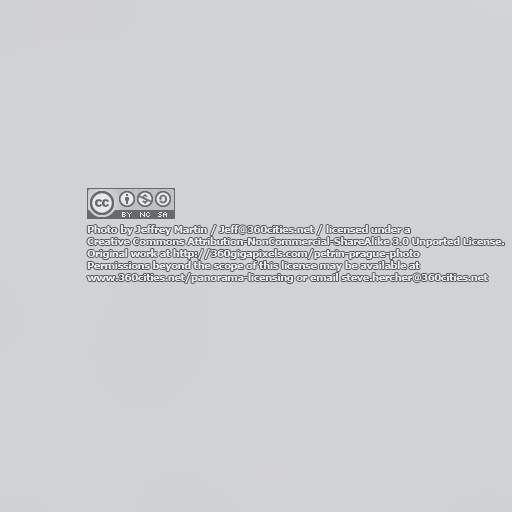 cc BY NC SA
Photo by Jeffrey Martin / Jeff@360cities.net / licensed under a
Creative Commons Attribution-NonCommercial-ShareAlike 3.0 Unported License.
Original work at http://360gigapixels.com/petrin-prague-photo
Permissions beyond the scope of this license may be available at
www.360cities.net/panorama-licensing or email steve.hercher@360cities.net